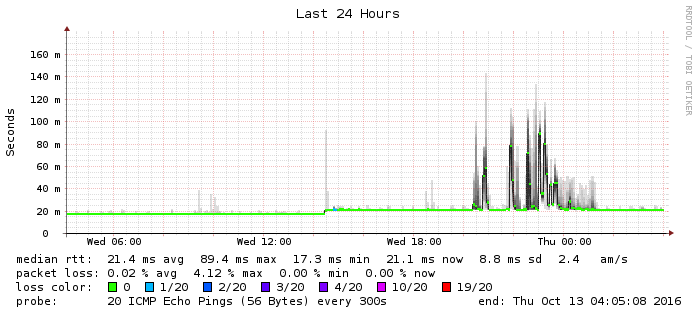 Last 24 Hours
RRDTOOL / TOBI OETIKER
Seconds
160 m
140 m
120 m
100 m
80 m
60 m
40 m
20 m
0
Wed 06:00 Wed 12:00 Wed 18:00 Thu 00:00
median rtt: 21.4 ms avg 89.4 ms max 17.3 ms min 21.1 ms now 8.8 ms sd 2.4 am/s
packet loss: 0.02 % avg 4.12 % max 0.00 % min 0.00 % now
loss color: 0 1/20 2/20 3/20 4/20 10/20 19/20
probe: 20 ICMP Echo Pings (56 Bytes) every 300s end: Thu Oct 13 04:05:08 2016